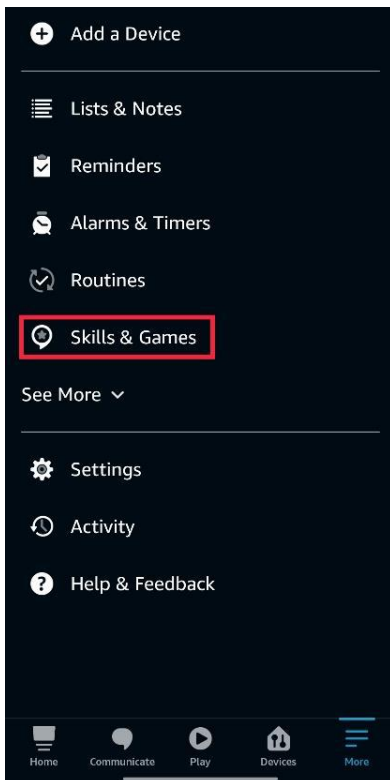 Add a Device
Lists & Notes
Reminders
Alarms & Timers
Routines
Skills & Games
See More
Settings
Activity
Help & Feedback
Home Communicate Play Devices More